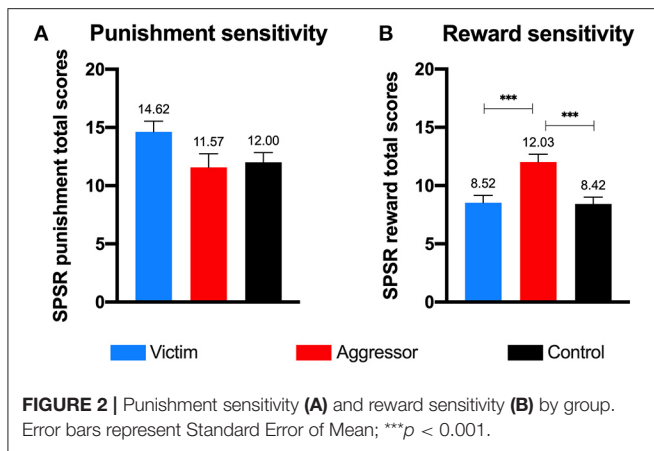 A Punishment sensitivity
SPSR punishment total scores
20
15
10
5
0
14.62
11.57
12.00
B Reward sensitivity
SPSR reward total scores
20
15
10
5
0
*** ***
8.52
12.03
8.42
Victim Aggressor Control
FIGURE 2 | Punishment sensitivity (A) and reward sensitivity (B) by group.
Error bars represent Standard Error of Mean; ***p < 0.001.